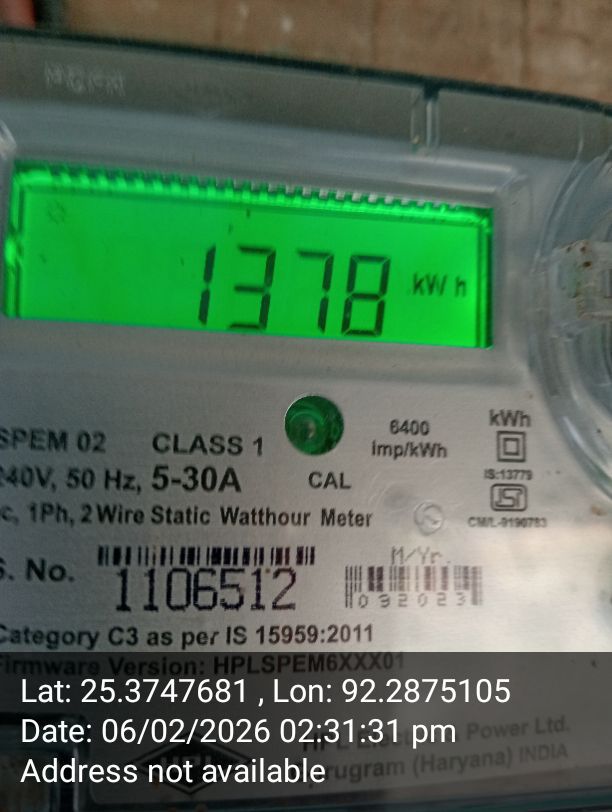 1378 kWh
SPEM 02 CLASS 1
6400
imp/kWh
kWh
240V, 50 Hz, 5-30A
CAL
IS:13779
ac, 1Ph, 2 Wire Static Watthour Meter
CM/L-9190783
S. No.
1106512
M/Yr.
092023
Category C3 as per IS 15959:2011
Firmware Version: HPLSPEM6XXX01
Lat: 25.3747681 , Lon: 92.2875105
Date: 06/02/2026 02:31:31 pm
Power Ltd.
Address not available
(Haryana) INDIA